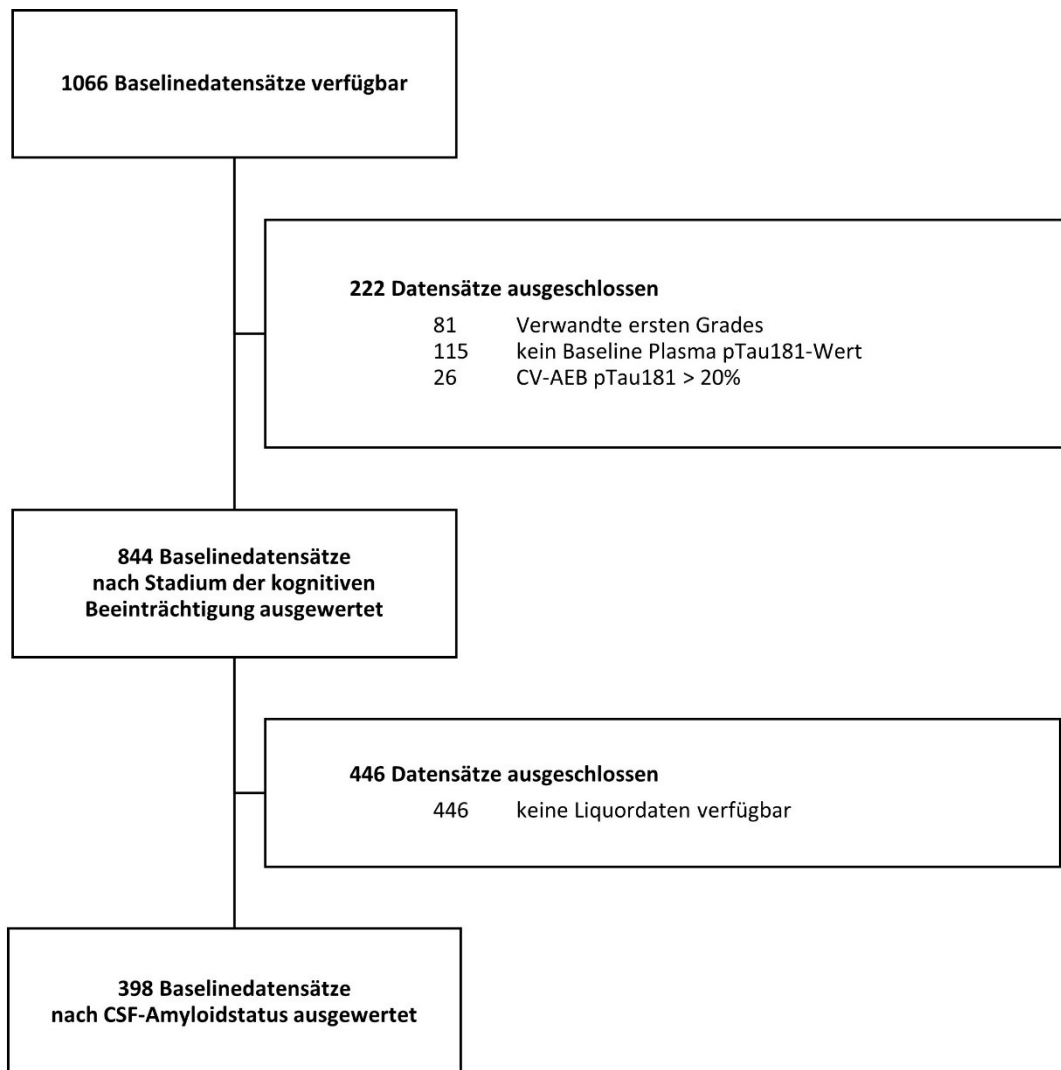 1066 Baselinedatensätze verfügbar
222 Datensätze ausgeschlossen
81 Verwandte ersten Grades
115 kein Baseline Plasma pTau181-Wert
26 CV-AEB pTau181 > 20%
844 Baselinedatensätze
nach Stadium der kognitiven
Beeinträchtigung ausgewertet
446 Datensätze ausgeschlossen
446 keine Liquordaten verfügbar
398 Baselinedatensätze
nach CSF-Amyloidstatus ausgewertet